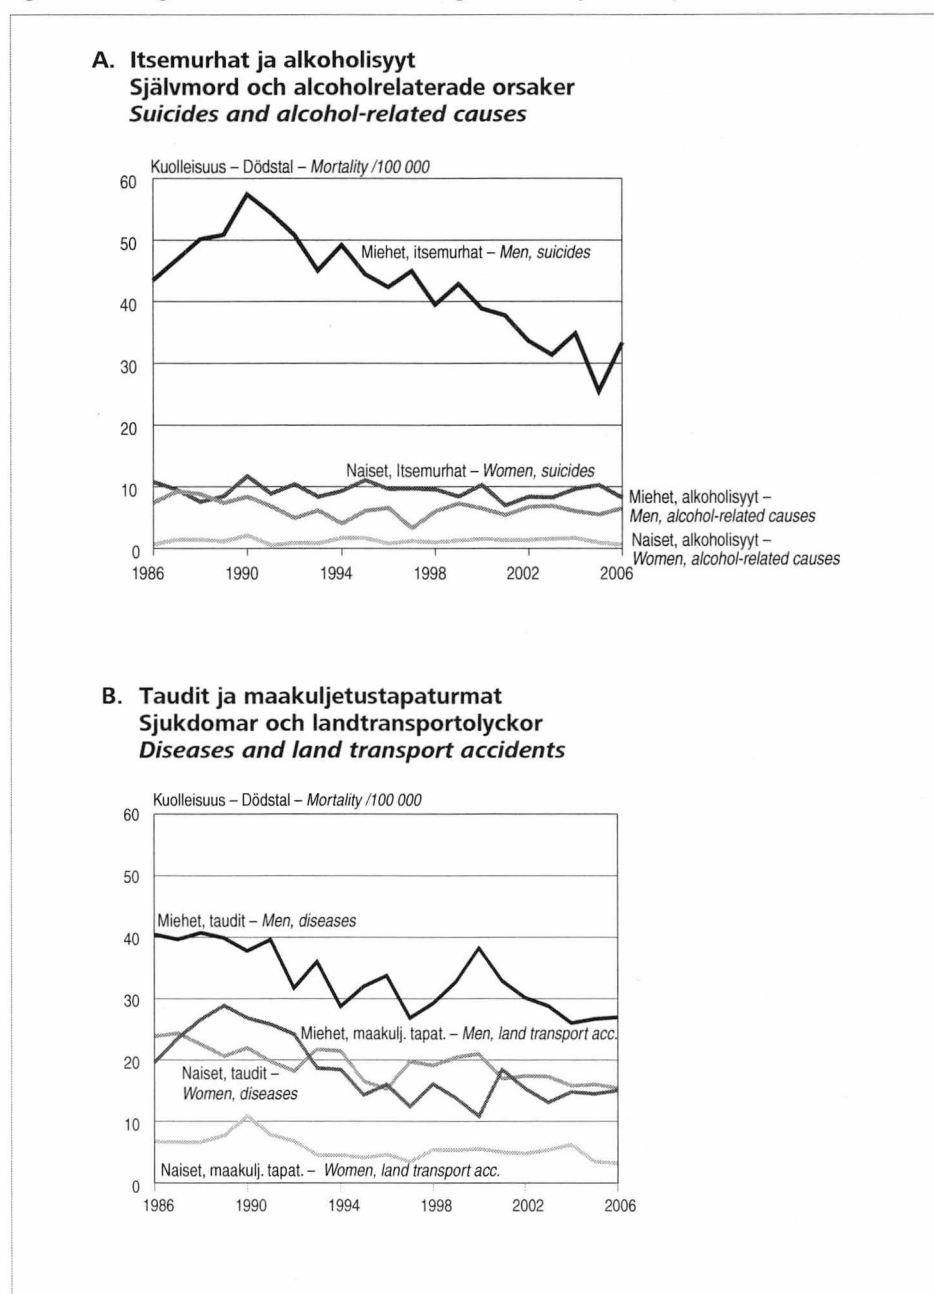 A. Itsemurhat ja alkoholisyyt
Självmord och alcoholrelaterade orsaker
Suicides and alcohol-related causes
Kuolleisuus – Dödstal – Mortality /100 000
60
50
40
30
20
10
0
Miehet, itsemurhat – Men, suicides
Naiset, Itsemurhat – Women, suicides
Miehet, alkoholisyyt –
Men, alcohol-related causes
Naiset, alkoholisyyt –
Women, alcohol-related causes
1986 1990 1994 1998 2002 2006
B. Taudit ja maakuljetustapaturmat
Sjukdomar och landtransportolyckor
Diseases and land transport accidents
Kuolleisuus – Dödstal – Mortality /100 000
60
50
40
30
20
10
0
Miehet, taudit – Men, diseases
Miehet, maakulj. tapat. – Men, land transport acc.
Naiset, taudit –
Women, diseases
Naiset, maakulj. tapat. – Women, land transport acc.
1986 1990 1994 1998 2002 2006